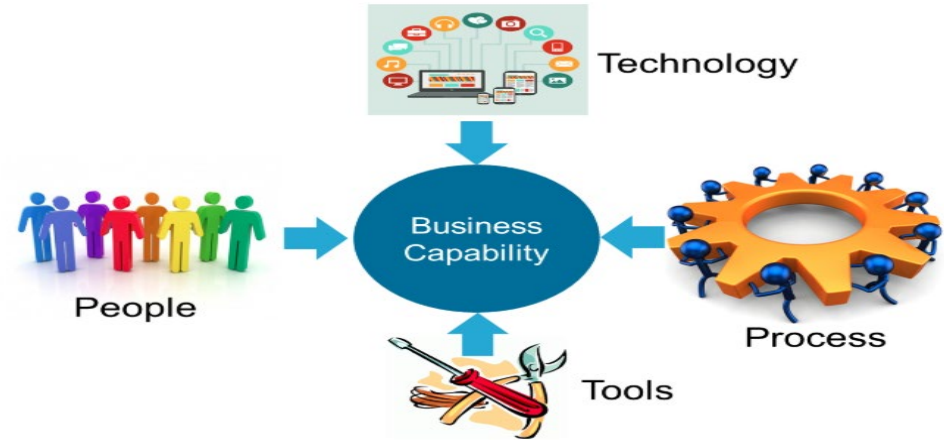 Technology
Business
Capability
People
Process
Tools